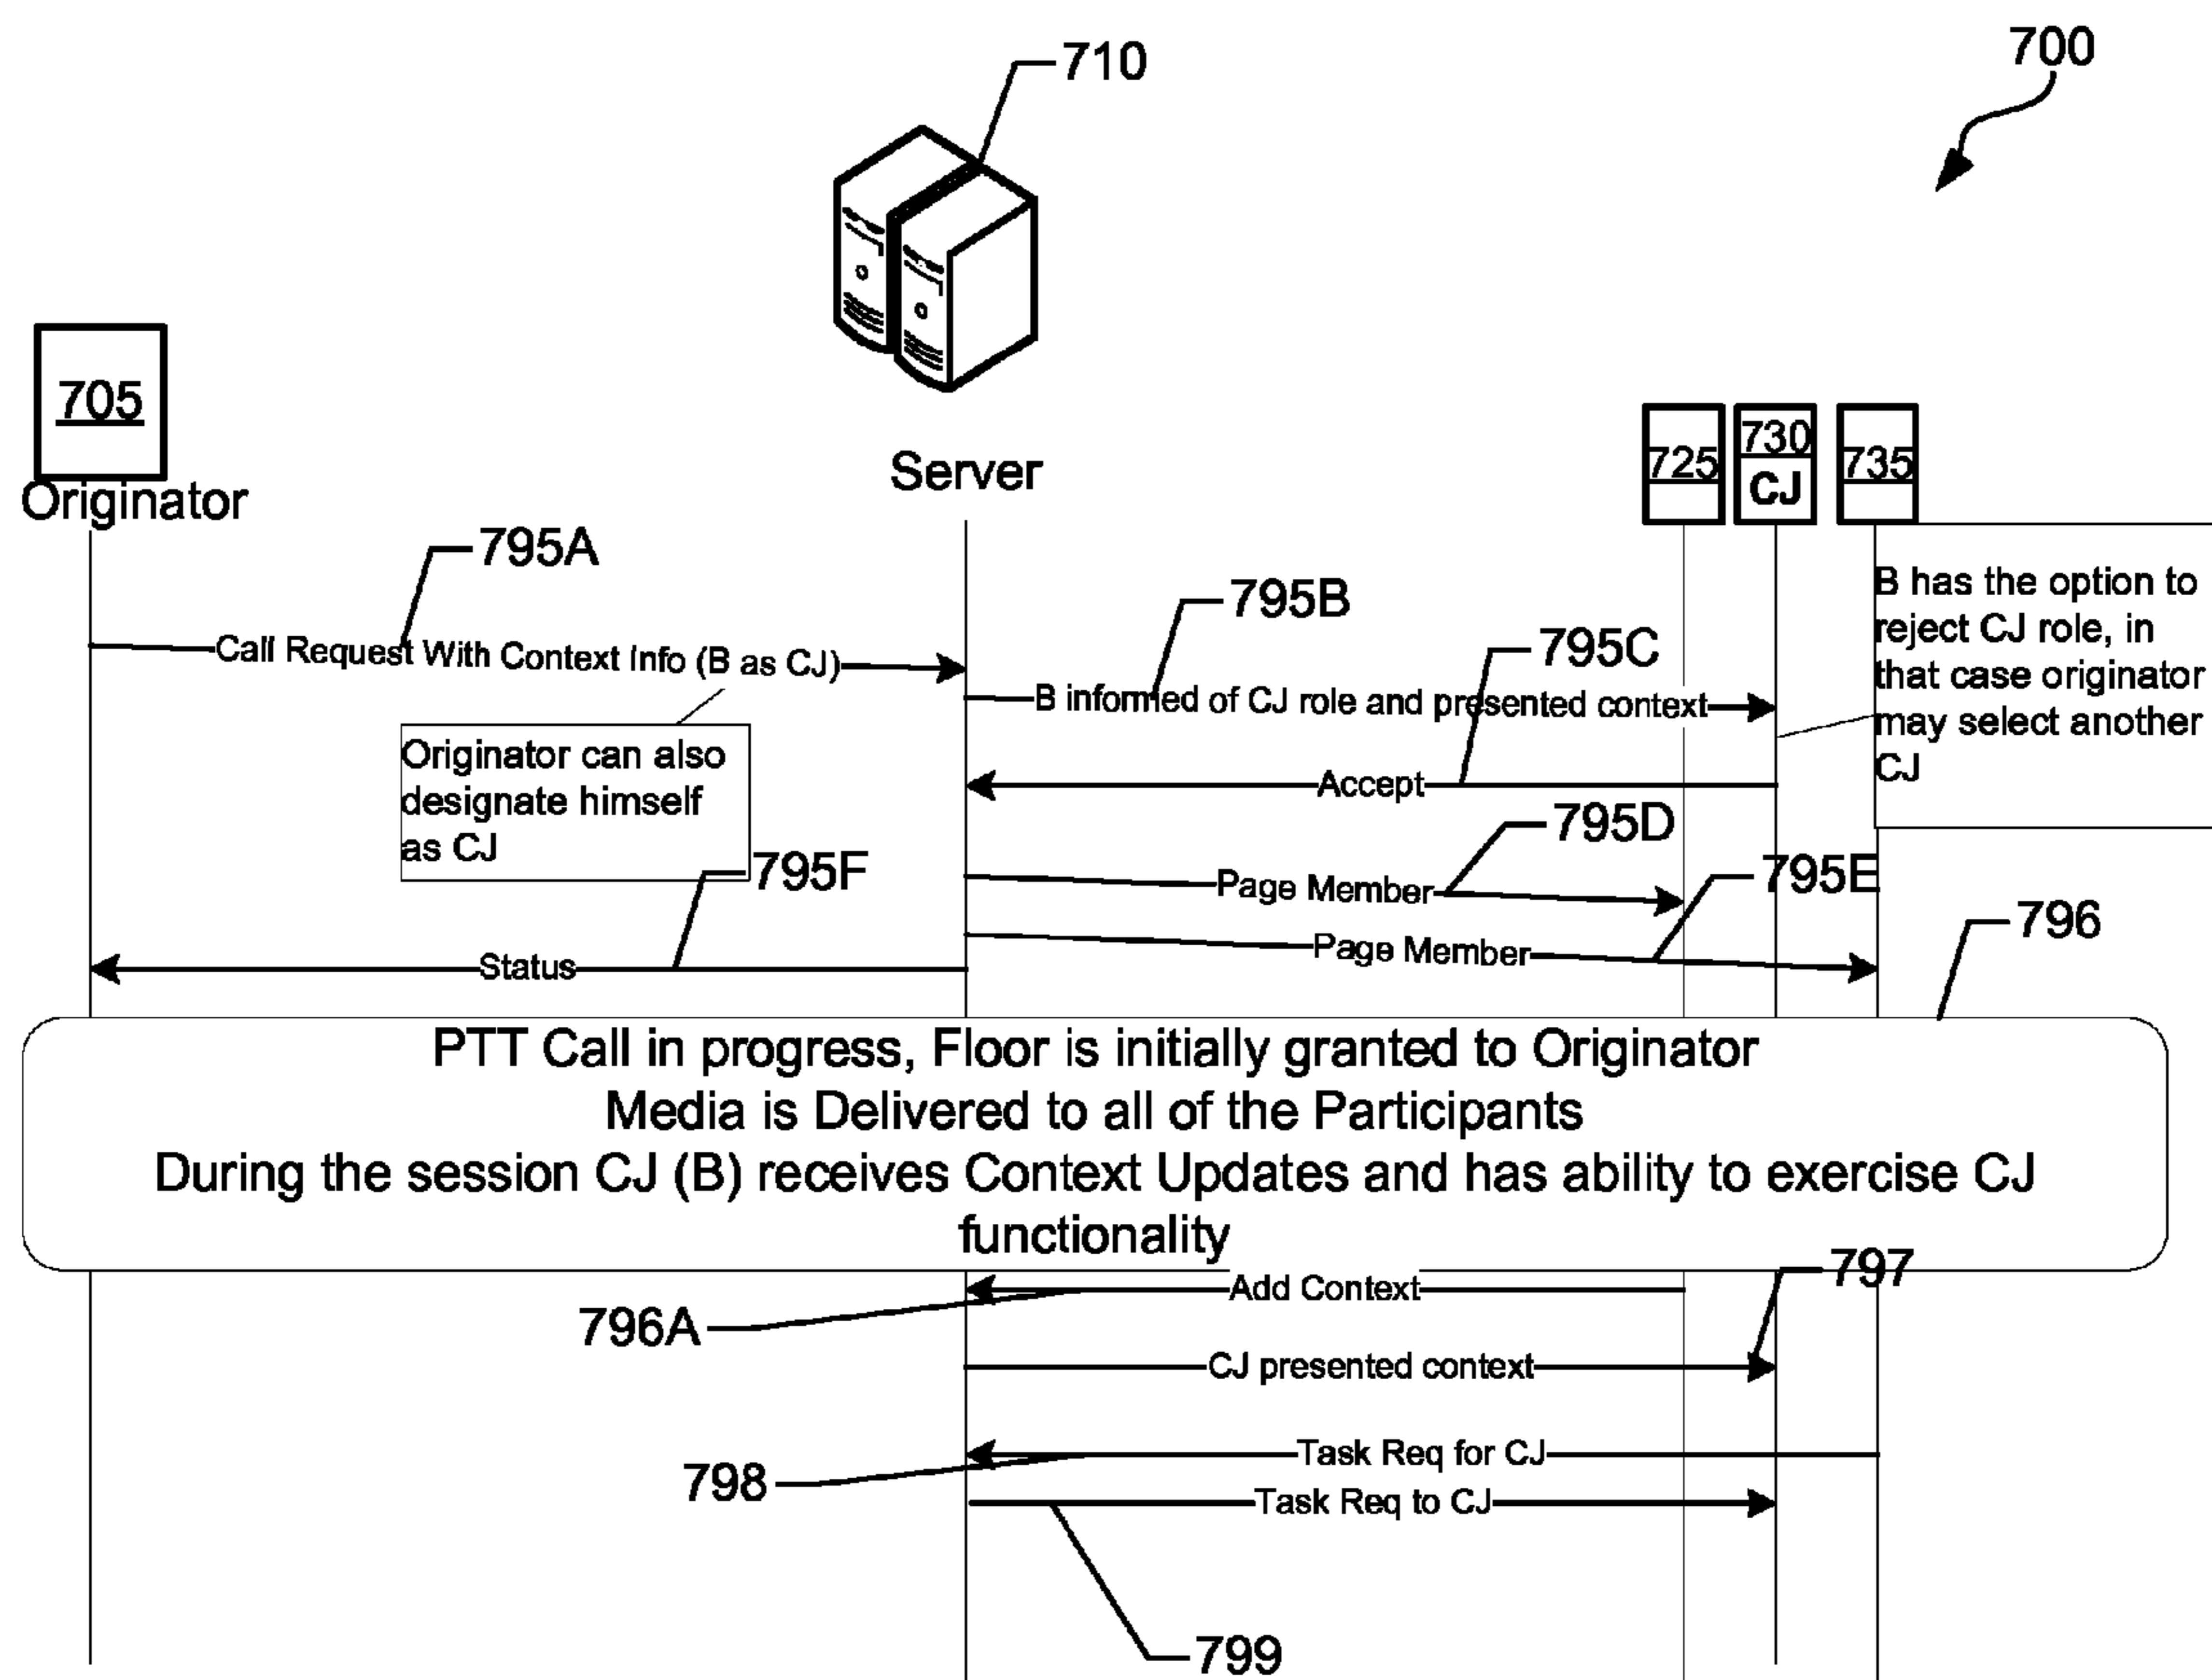 710
700
705
Originator
Server
725
730
CJ
735
795A
Call Request With Context Info (B as CJ)
795B
B informed of CJ role and presented context
795C
B has the option to
reject CJ role, in
that case originator
may select another
CJ
Originator can also
designate himself
as CJ
Accept
795D
Page Member
795E
Page Member
795F
Status
796
PTT Call in progress, Floor is initially granted to Originator
Media is Delivered to all of the Participants
During the session CJ (B) receives Context Updates and has ability to exercise CJ
functionality
797
Add Context
796A
CJ presented context
Task Req for CJ
798
Task Req to CJ
799